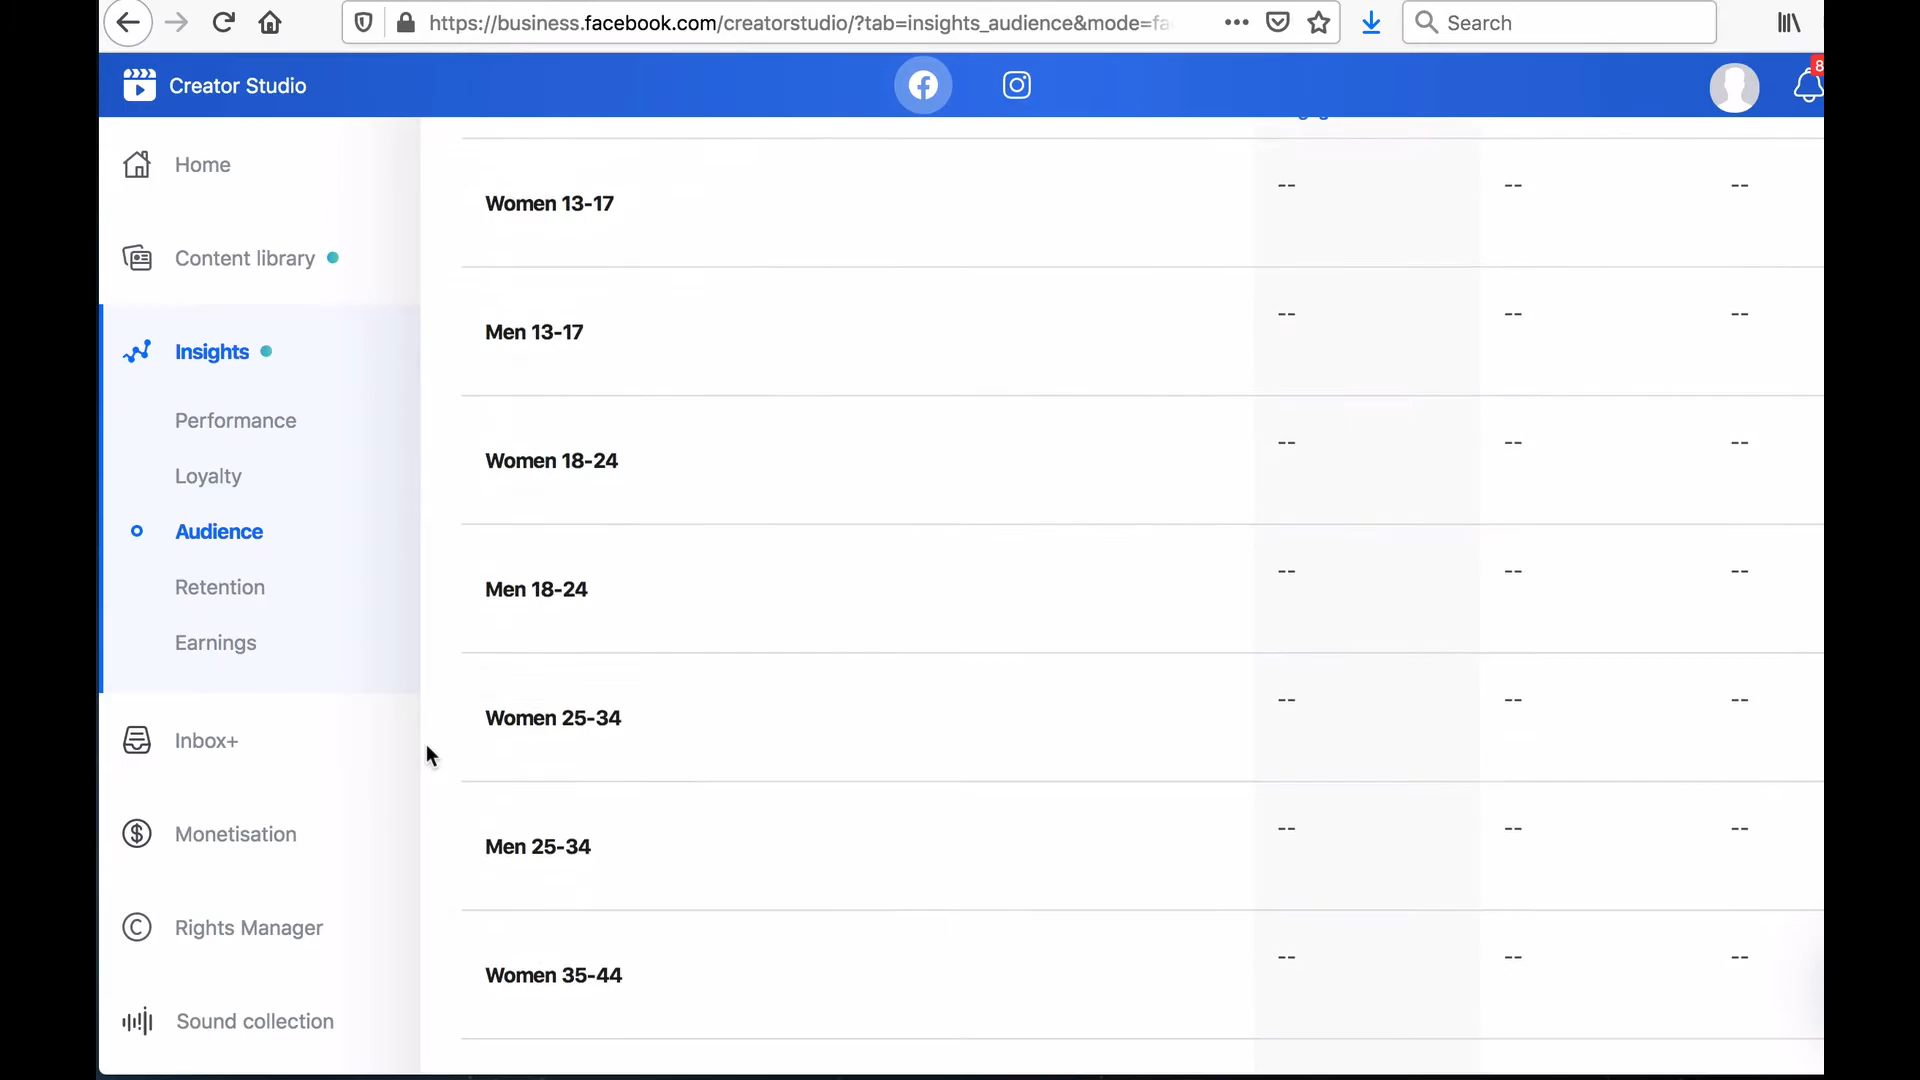 https://business.facebook.com/creatorstudio/?tab=insights_audience&mode=fa
Search
Creator Studio
8
Home
Content library
Insights
Performance
Loyalty
Audience
Retention
Earnings
Inbox+
Monetisation
Rights Manager
Sound collection
Women 13-17 -- -- --
Men 13-17 -- -- --
Women 18-24 -- -- --
Men 18-24 -- -- --
Women 25-34 -- -- --
Men 25-34 -- -- --
Women 35-44 -- -- --